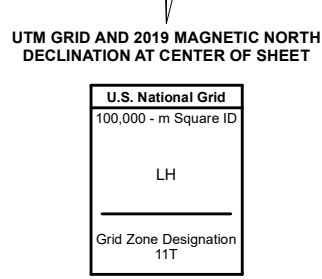 UTM GRID AND 2019 MAGNETIC NORTH
DECLINATION AT CENTER OF SHEET
U.S. National Grid
100,000 - m Square ID
LH
Grid Zone Designation
11T